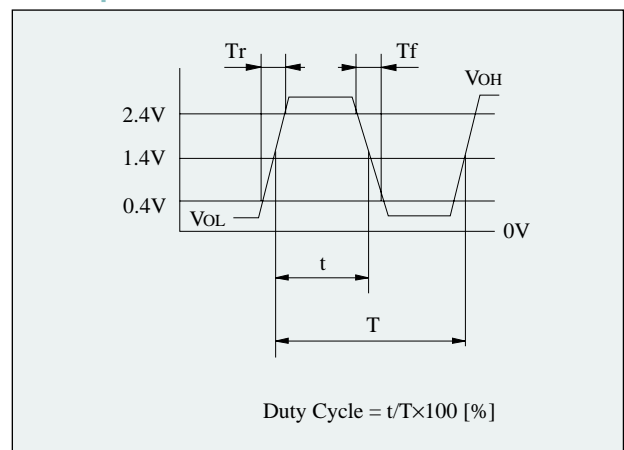 Tr
Tf
VOH
2.4V
1.4V
0.4V
VOL
0V
t
T
Duty Cycle = t/T×100 [%]